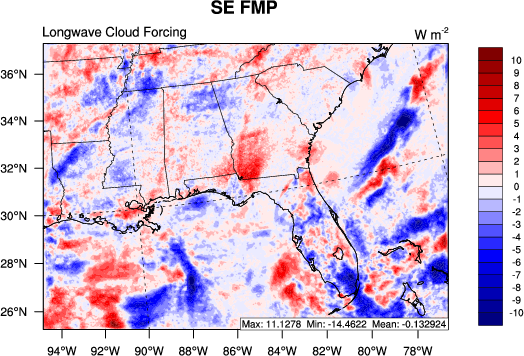 SE FMP
Longwave Cloud Forcing W m-2
36°N
34°N
32°N
30°N
28°N
26°N
Max: 11.1278 Min: -14.4622 Mean: -0.132924
94°W 92°W 90°W 88°W 86°W 84°W 82°W 80°W 78°W
10
9
8
7
6
5
4
3
2
1
0
-1
-2
-3
-4
-5
-6
-7
-8
-9
-10